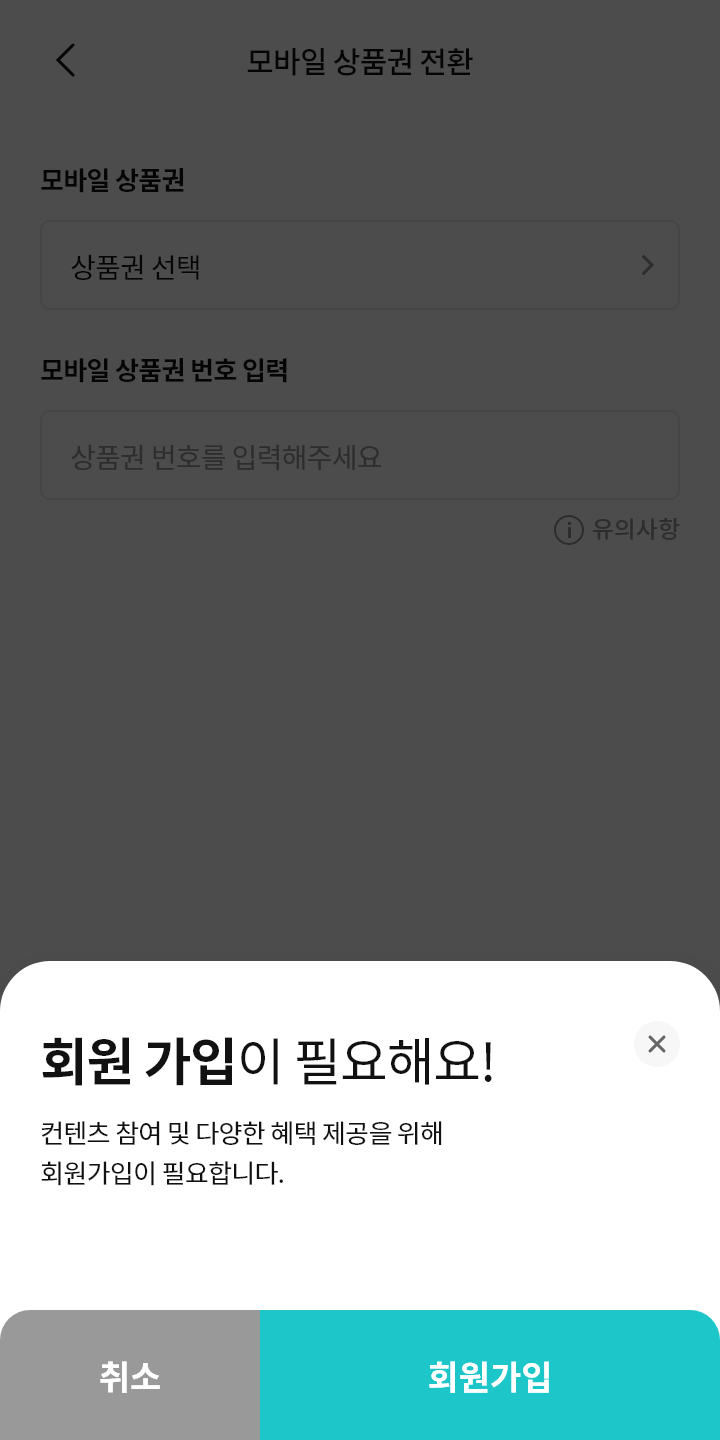 모바일 상품권 전환
모바일 상품권
상품권 선택
모바일 상품권 번호 입력
상품권 번호를 입력해주세요
유의사항
회원 가입이 필요해요!
컨텐츠 참여 및 다양한 혜택 제공을 위해
회원가입이 필요합니다.
취소
회원가입